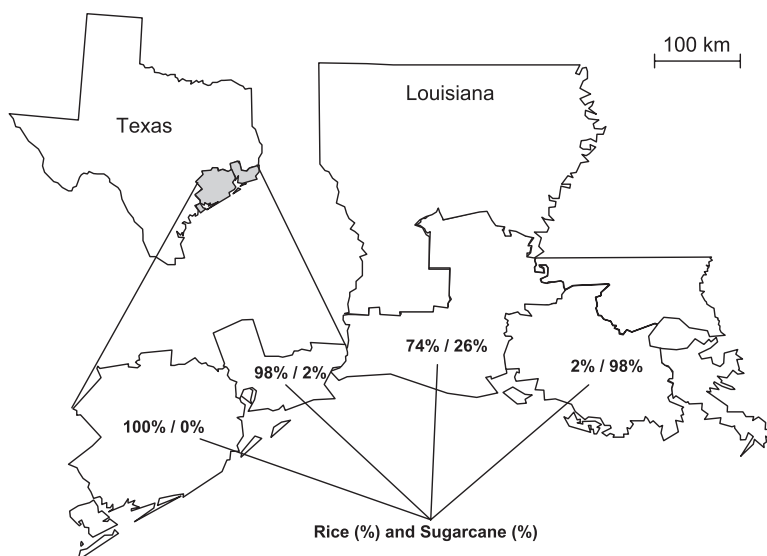 100 km
Louisiana
Texas
74% / 26%
98% / 2%
2% / 98%
100% / 0%
Rice (%) and Sugarcane (%)